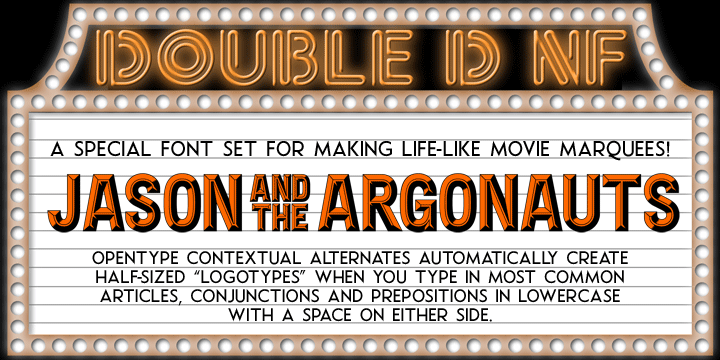 DOUBLE D NF
A SPECIAL FONT SET FOR MAKING LIFE-LIKE MOVIE MARQUEES!
JASON AND THE ARGONAUTS
OPENTYPE CONTEXTUAL ALTERNATES AUTOMATICALLY CREATE
HALF-SIZED “LOGOTYPES” WHEN YOU TYPE IN MOST COMMON
ARTICLES, CONJUNCTIONS AND PREPOSITIONS IN LOWERCASE
WITH A SPACE ON EITHER SIDE.